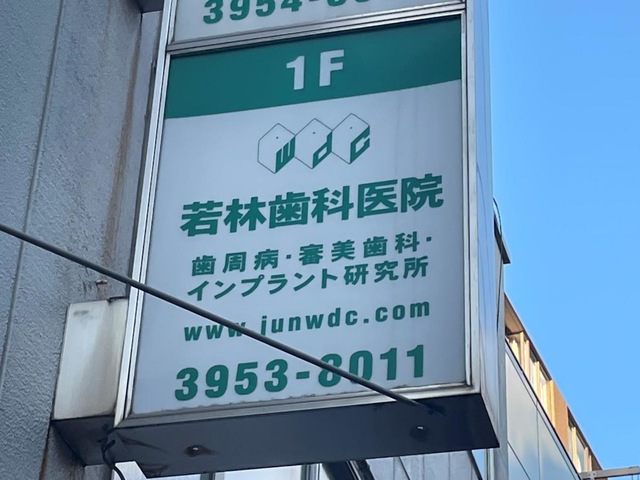 1F
wdc
若林歯科医院
歯周病・審美歯科・
インプラント研究所
www.junwdc.com
3953-8011